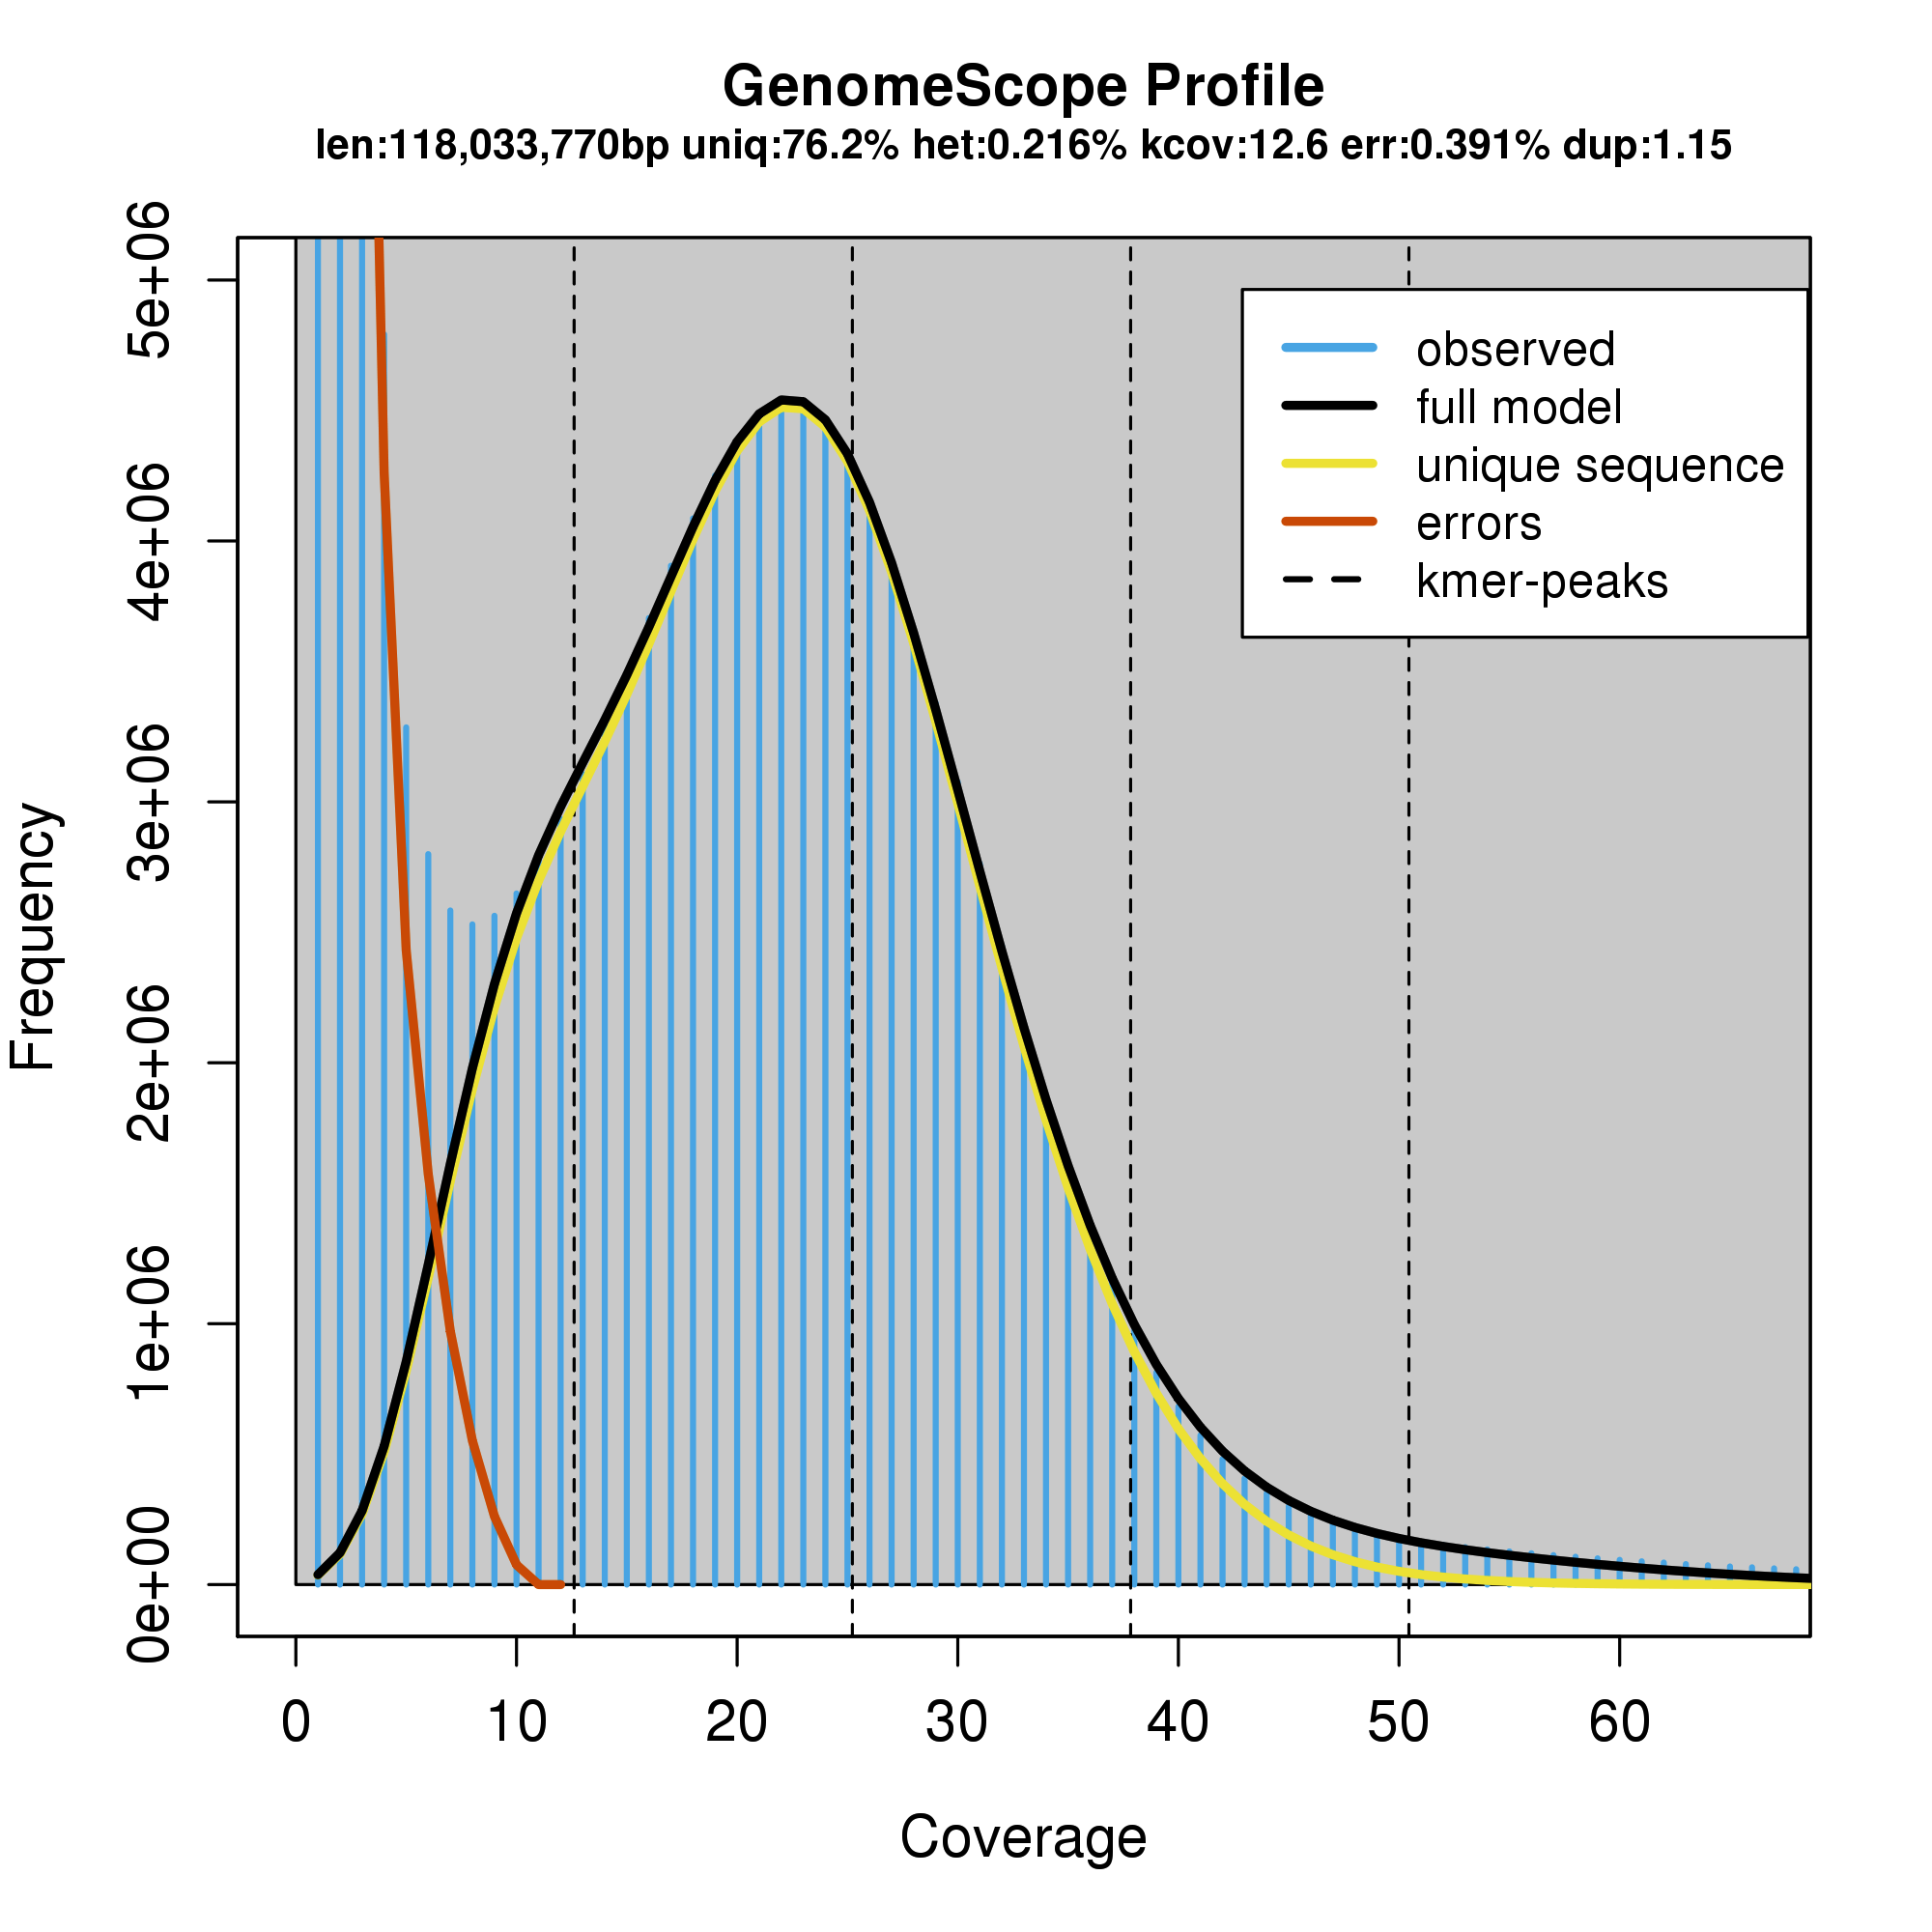 GenomeScope Profile
len:118,033,770bp uniq:76.2% het:0.216% kcov:12.6 err:0.391% dup:1.15
5e+06
4e+06
3e+06
2e+06
1e+06
0e+00
Frequency
observed
full model
unique sequence
errors
kmer-peaks
0 10 20 30 40 50 60
Coverage